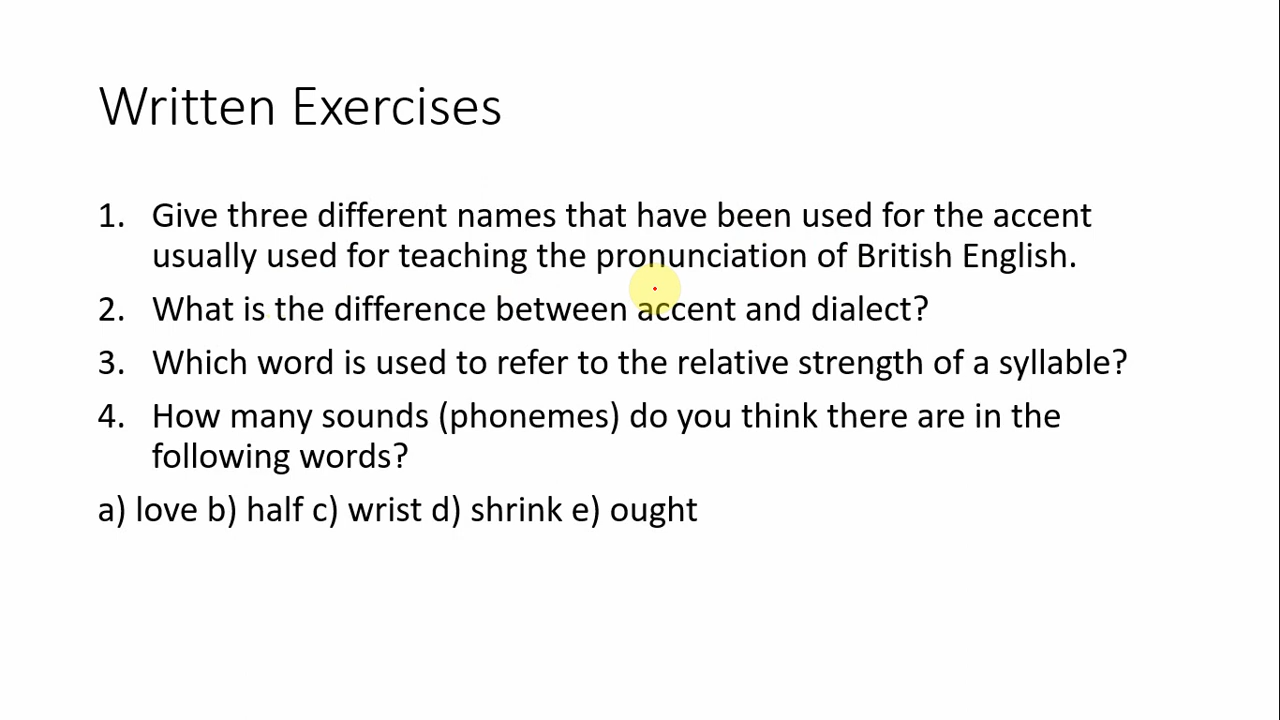 Written Exercises
1. Give three different names that have been used for the accent
usually used for teaching the pronunciation of British English.
2. What is the difference between accent and dialect?
3. Which word is used to refer to the relative strength of a syllable?
4. How many sounds (phonemes) do you think there are in the
following words?
a) love b) half c) wrist d) shrink e) ought